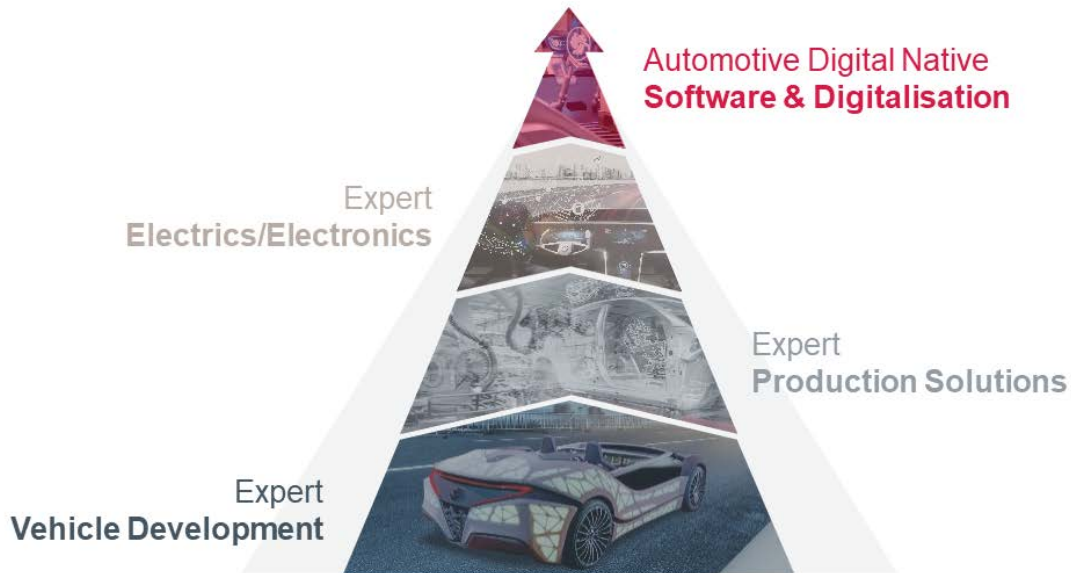 Automotive Digital Native
Software & Digitalisation
Expert
Electrics/Electronics
Expert
Production Solutions
Expert
Vehicle Development